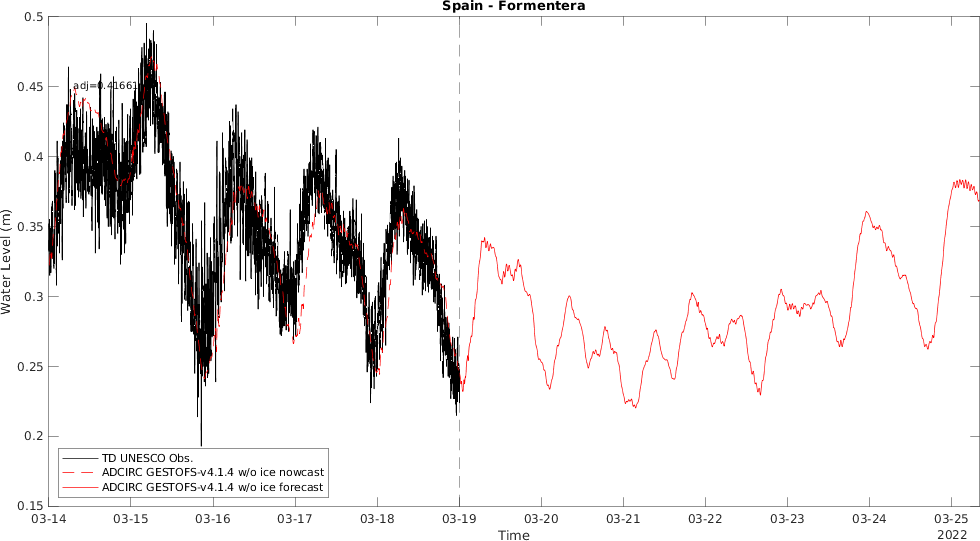 Spain - Formentera
0.5
0.45
0.4
0.35
0.3
0.25
0.2
0.15
Water Level (m)
adj=0.41661
TD UNESCO Obs.
ADCIRC GESTOFS-v4.1.4 w/o ice nowcast
ADCIRC GESTOFS-v4.1.4 w/o ice forecast
03-14 03-15 03-16 03-17 03-18 03-19 03-20 03-21 03-22 03-23 03-24 03-25
Time
2022